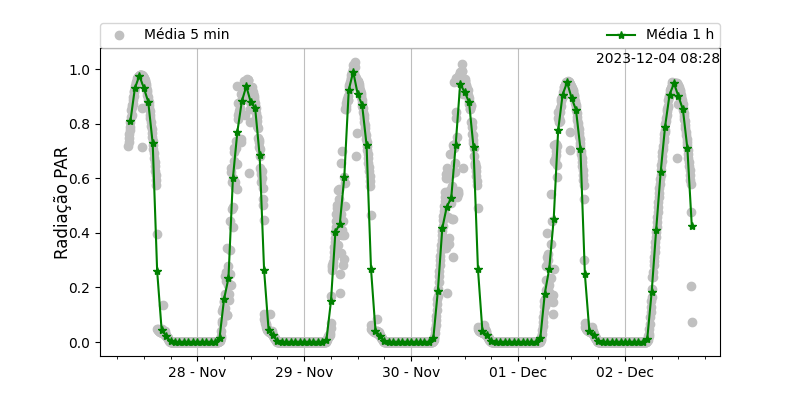 Média 5 min
Média 1 h
2023-12-04 08:28
Radiação PAR
1.0
0.8
0.6
0.4
0.2
0.0
28 - Nov
29 - Nov
30 - Nov
01 - Dec
02 - Dec